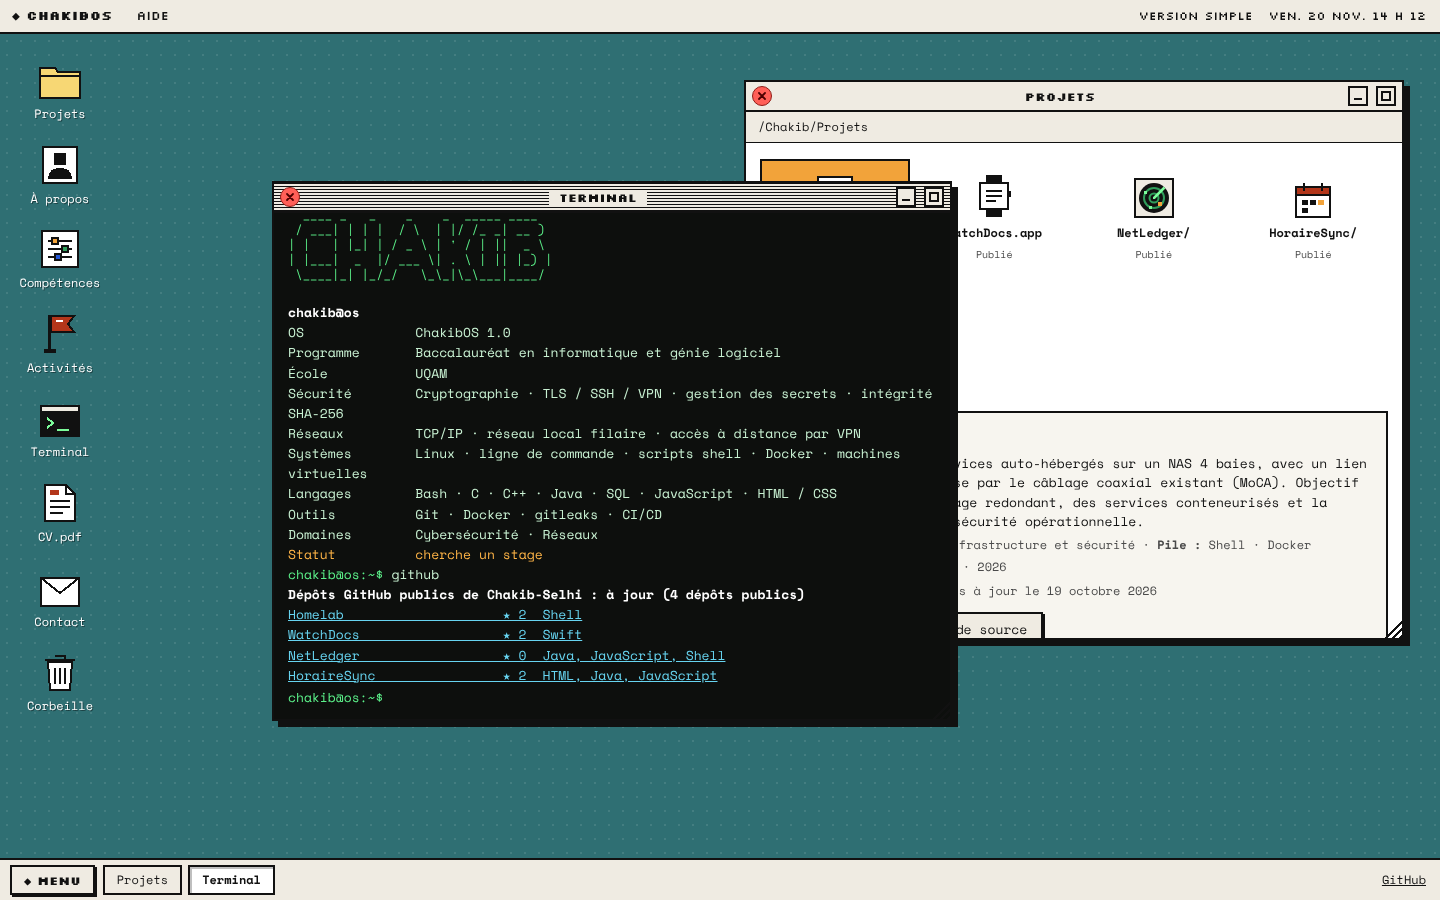 ◆ CHAKIBOS AIDE
VERSION SIMPLE VEN. 20 NOV. 14 H 12
Projets
À propos
Compétences
Activités
Terminal
CV.pdf
Contact
Corbeille
PROJETS
/Chakib/Projets
atchDocs.app
Publié
NetLedger/
Publié
HoraireSync/
Publié
vices auto-hébergés sur un NAS 4 baies, avec un lien
se par le câblage coaxial existant (MoCA). Objectif
age redondant, des services conteneurisés et la
sécurité opérationnelle.
frastructure et sécurité · Pile : Shell · Docker
· 2026
s à jour le 19 octobre 2026
de source
TERMINAL
CHAKIB
chakib@os
OS ChakibOS 1.0
Programme Baccalauréat en informatique et génie logiciel
École UQAM
Sécurité Cryptographie · TLS / SSH / VPN · gestion des secrets · intégrité
SHA-256
Réseaux TCP/IP · réseau local filaire · accès à distance par VPN
Systèmes Linux · ligne de commande · scripts shell · Docker · machines
virtuelles
Langages Bash · C · C++ · Java · SQL · JavaScript · HTML / CSS
Outils Git · Docker · gitleaks · CI/CD
Domaines Cybersécurité · Réseaux
Statut cherche un stage
chakib@os:~$ github
Dépôts GitHub publics de Chakib-Selhi : à jour (4 dépôts publics)
Homelab ★ 2 Shell
WatchDocs ★ 2 Swift
NetLedger ★ 0 Java, JavaScript, Shell
HoraireSync ★ 2 HTML, Java, JavaScript
chakib@os:~$
◆ MENU
Projets
Terminal
GitHub